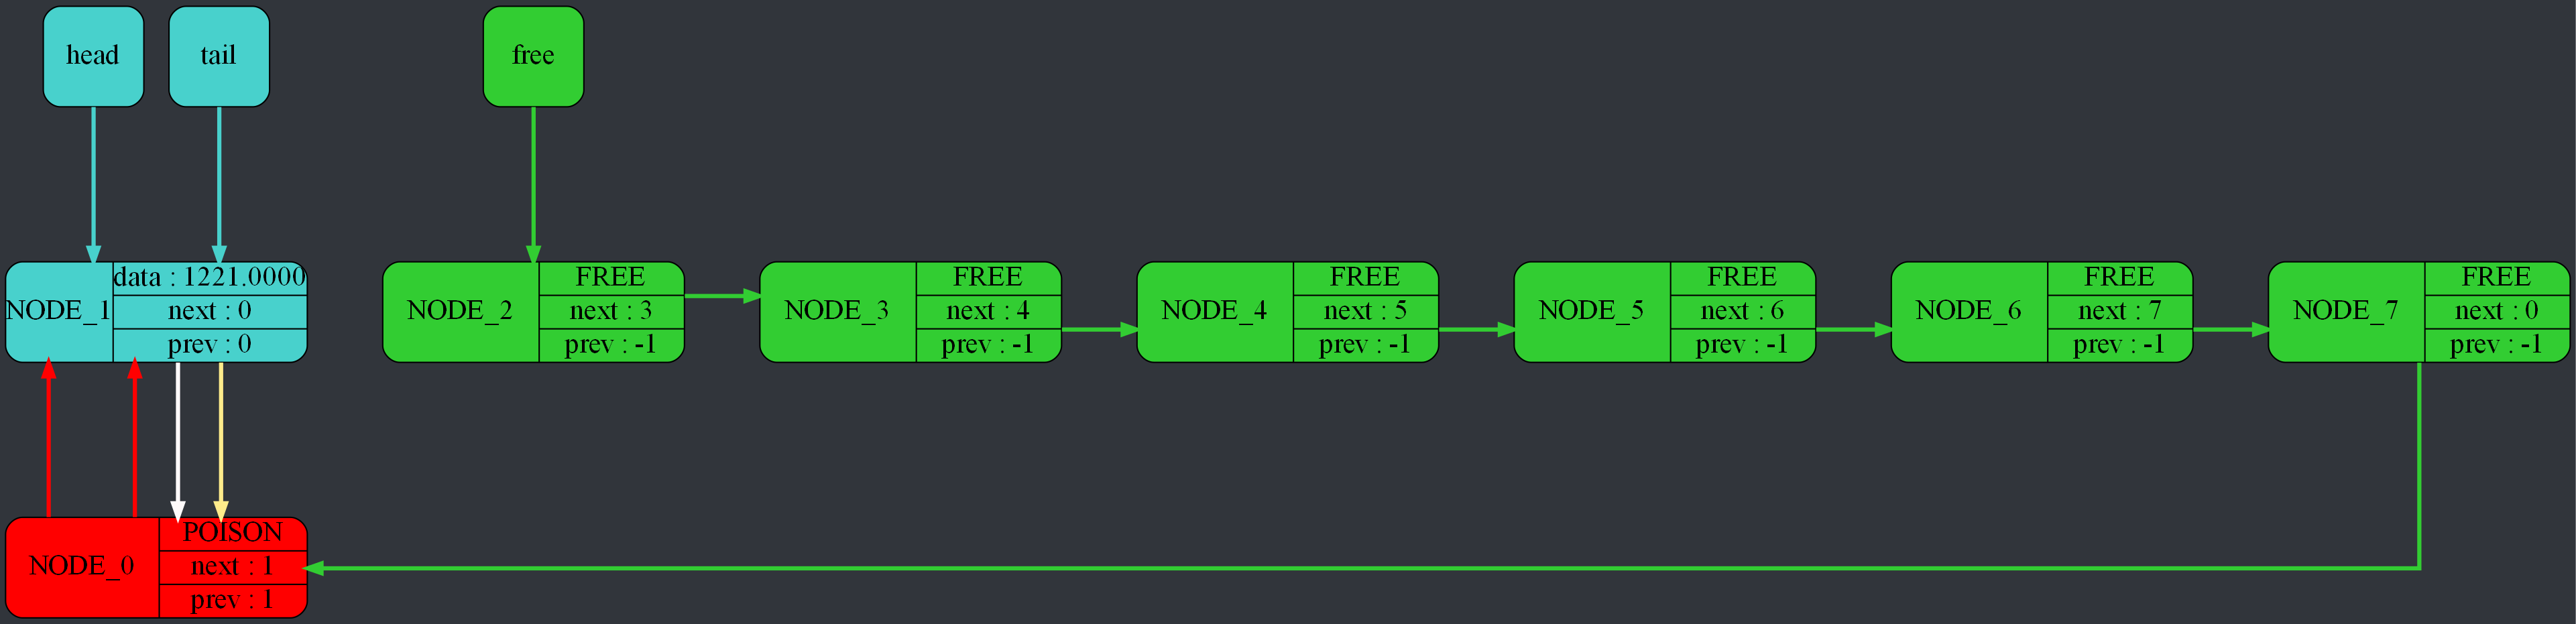 head
tail
free
NODE_1
data : 1221.0000
next : 0
prev : 0
NODE_2
FREE
next : 3
prev : -1
NODE_3
FREE
next : 4
prev : -1
NODE_4
FREE
next : 5
prev : -1
NODE_5
FREE
next : 6
prev : -1
NODE_6
FREE
next : 7
prev : -1
NODE_7
FREE
next : 0
prev : -1
NODE_0
POISON
next : 1
prev : 1